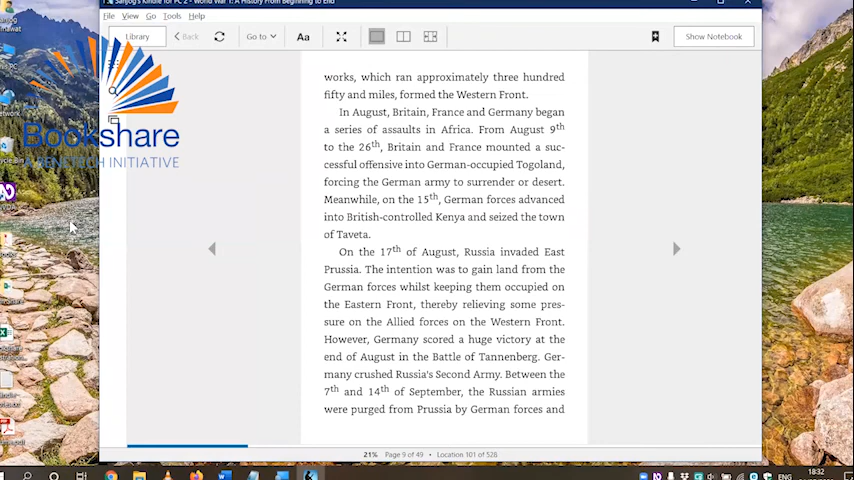 Sanjog's Kindle for PC 2 - World War 1: A History From Beginning to End
File View Go Tools Help
Library
Back
Go to
Aa
Show Notebook
works, which ran approximately three hundred
fifty and miles, formed the Western Front.
In August, Britain, France and Germany began
a series of assaults in Africa. From August 9th
to the 26th, Britain and France mounted a suc-
cessful offensive into German-occupied Togoland,
forcing the German army to surrender or desert.
Meanwhile, on the 15th, German forces advanced
into British-controlled Kenya and seized the town
of Taveta.
On the 17th of August, Russia invaded East
Prussia. The intention was to gain land from the
German forces whilst keeping them occupied on
the Eastern Front, thereby relieving some pres-
sure on the Allied forces on the Western Front.
However, Germany scored a huge victory at the
end of August in the Battle of Tannenberg. Ger-
many crushed Russia's Second Army. Between the
7th and 14th of September, the Russian armies
were purged from Prussia by German forces and
21% Page 9 of 49 • Location 101 of 528
Bookshare
A BENETECH INITIATIVE
ENG
18:32